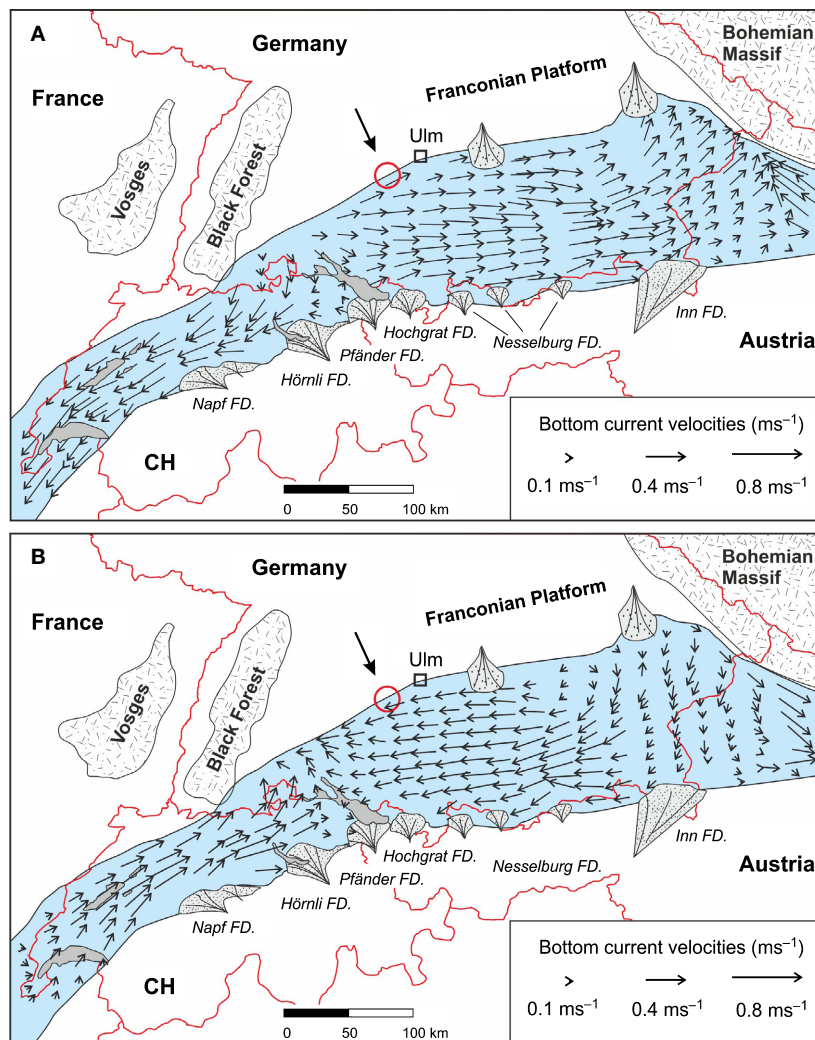 A
Germany
Bohemian
Massif
France
Franconian Platform
Ulm
Vosges
Black Forest
Inn FD.
Hochgrat FD.
Nesselburg FD.
Austria
Pfänder FD.
Hörnli FD.
Napf FD.
CH
Bottom current velocities (ms⁻¹)
0.1 ms⁻¹ 0.4 ms⁻¹ 0.8 ms⁻¹
0 50 100 km
B
Germany
Bohemian
Massif
France
Franconian Platform
Ulm
Vosges
Black Forest
Inn FD.
Hochgrat FD.
Nesselburg FD.
Austria
Pfänder FD.
Hörnli FD.
Napf FD.
CH
Bottom current velocities (ms⁻¹)
0.1 ms⁻¹ 0.4 ms⁻¹ 0.8 ms⁻¹
0 50 100 km